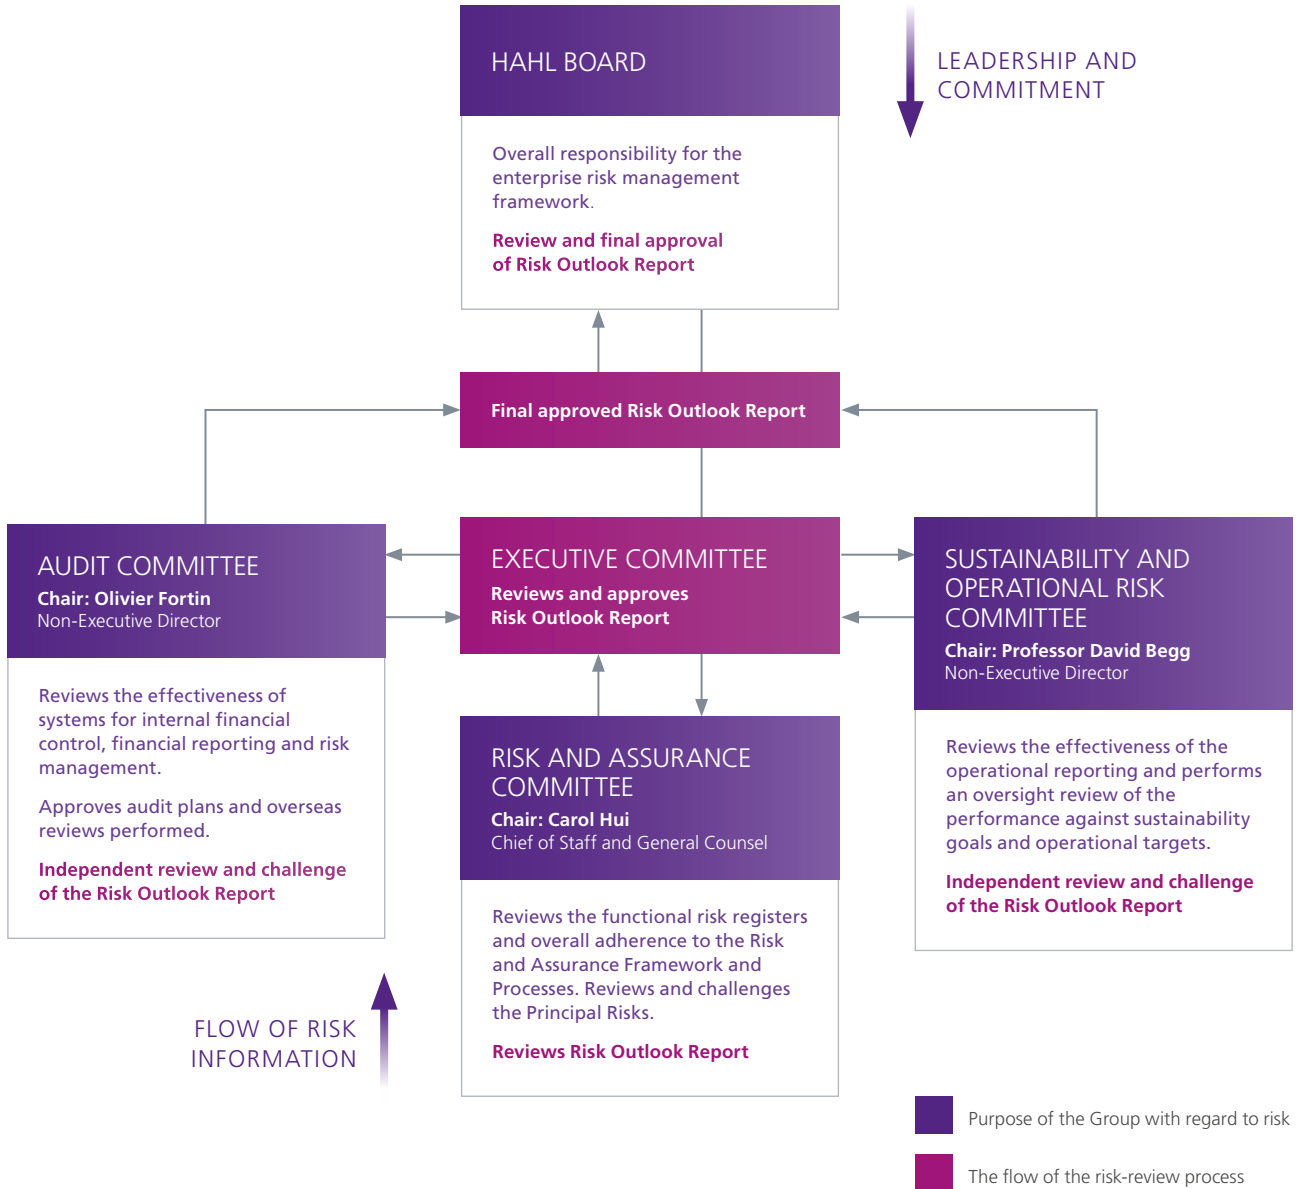 HAHL BOARD
Overall responsibility for the
enterprise risk management
framework.
Review and final approval
of Risk Outlook Report
LEADERSHIP AND
COMMITMENT
Final approved Risk Outlook Report
AUDIT COMMITTEE
Chair: Olivier Fortin
Non-Executive Director
Reviews the effectiveness of
systems for internal financial
control, financial reporting and risk
management.
Approves audit plans and overseas
reviews performed.
Independent review and challenge
of the Risk Outlook Report
EXECUTIVE COMMITTEE
Reviews and approves
Risk Outlook Report
SUSTAINABILITY AND
OPERATIONAL RISK
COMMITTEE
Chair: Professor David Begg
Non-Executive Director
Reviews the effectiveness of the
operational reporting and performs
an oversight review of the
performance against sustainability
goals and operational targets.
Independent review and challenge
of the Risk Outlook Report
RISK AND ASSURANCE
COMMITTEE
Chair: Carol Hui
Chief of Staff and General Counsel
Reviews the functional risk registers
and overall adherence to the Risk
and Assurance Framework and
Processes. Reviews and challenges
the Principal Risks.
Reviews Risk Outlook Report
FLOW OF RISK
INFORMATION
Purpose of the Group with regard to risk
The flow of the risk-review process